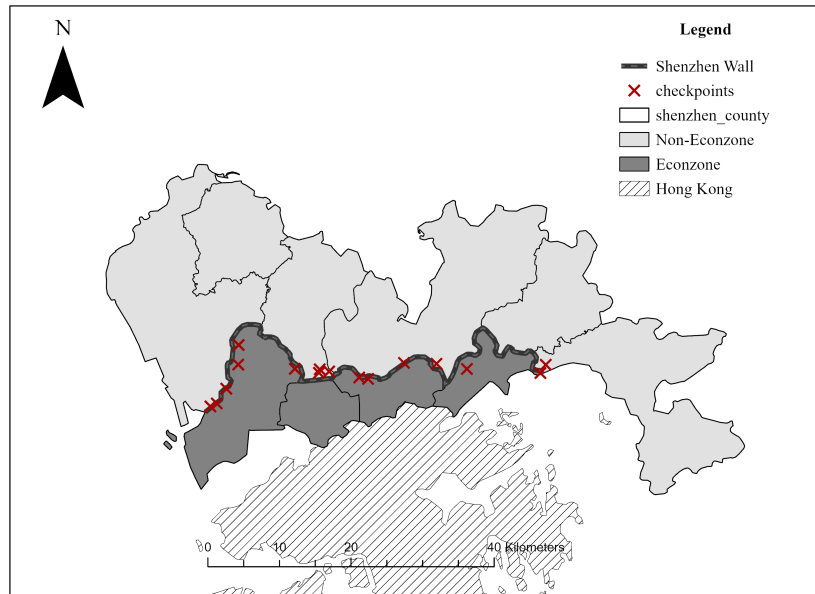 N
Legend
Shenzhen Wall
checkpoints
shenzhen_county
Non-Econzone
Econzone
Hong Kong
0 10 20 40 Kilometers